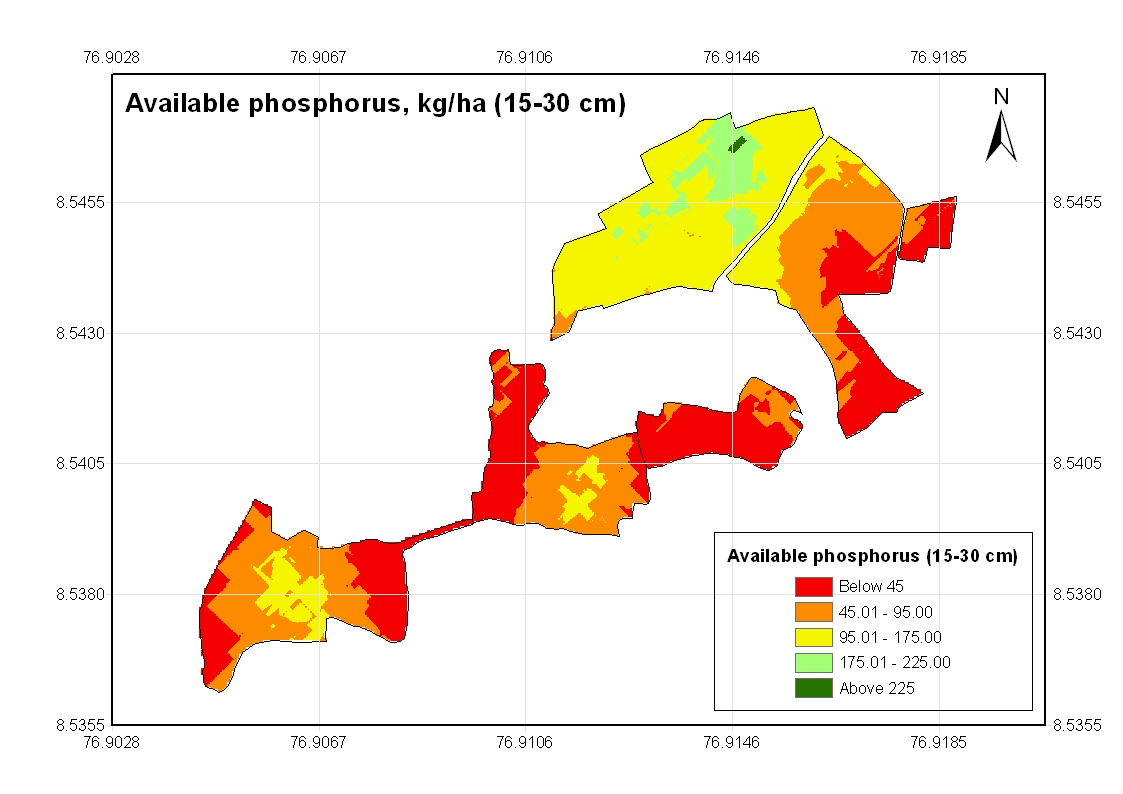 76.9028 76.9067 76.9106 76.9146 76.9185
Available phosphorus, kg/ha (15-30 cm)
N
8.5455 8.5455
8.5430 8.5430
8.5405 8.5405
Available phosphorus (15-30 cm)
Below 45
8.5380 8.5380
45.01 - 95.00
95.01 - 175.00
175.01 - 225.00
Above 225
8.5355 8.5355
76.9028 76.9067 76.9106 76.9146 76.9185